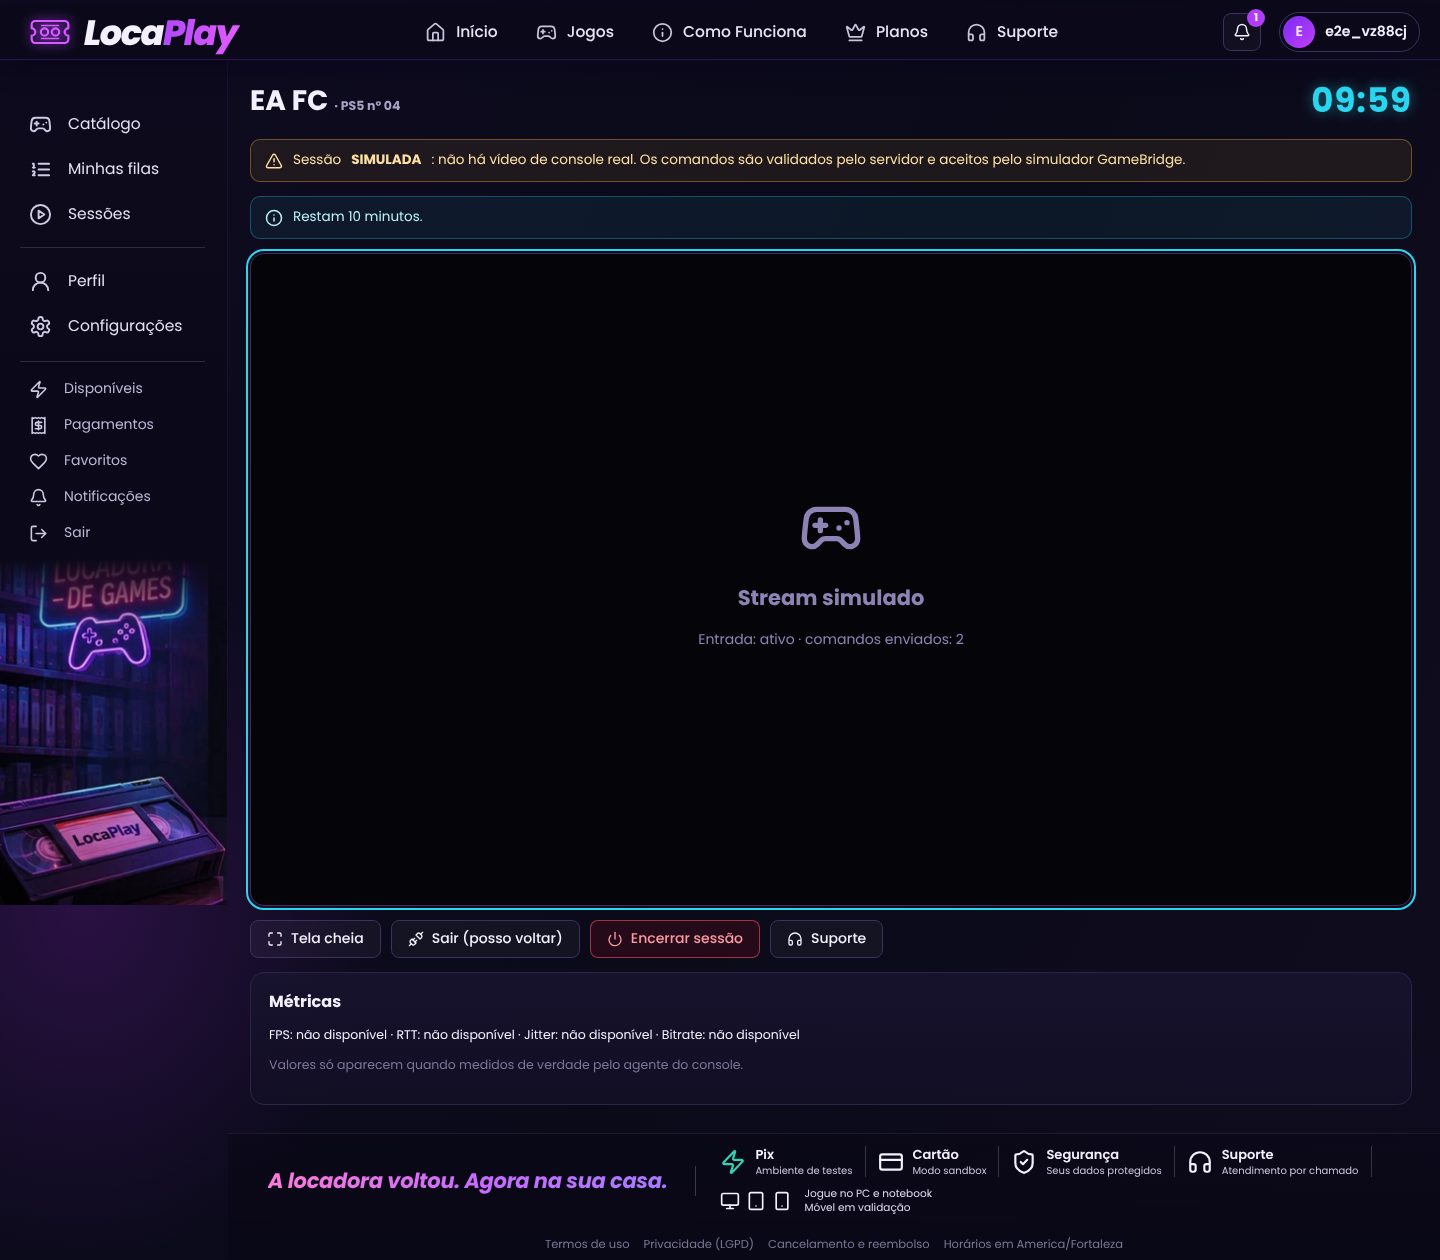 LocaPlay
Início
Jogos
Como Funciona
Planos
Suporte
1
E
e2e_vz88cj
Catálogo
Minhas filas
Sessões
Perfil
Configurações
Disponíveis
Pagamentos
Favoritos
Notificações
Sair
LOCADORA
-DE GAMES
LocaPlay
EA FC · PS5 nº 04
09:59
Sessão SIMULADA : não há vídeo de console real. Os comandos são validados pelo servidor e aceitos pelo simulador GameBridge.
Restam 10 minutos.
Stream simulado
Entrada: ativo · comandos enviados: 2
Tela cheia
Sair (posso voltar)
Encerrar sessão
Suporte
Métricas
FPS: não disponível · RTT: não disponível · Jitter: não disponível · Bitrate: não disponível
Valores só aparecem quando medidos de verdade pelo agente do console.
A locadora voltou. Agora na sua casa.
Pix
Ambiente de testes
Cartão
Modo sandbox
Segurança
Seus dados protegidos
Suporte
Atendimento por chamado
Jogue no PC e notebook
Móvel em validação
Termos de uso
Privacidade (LGPD)
Cancelamento e reembolso
Horários em America/Fortaleza